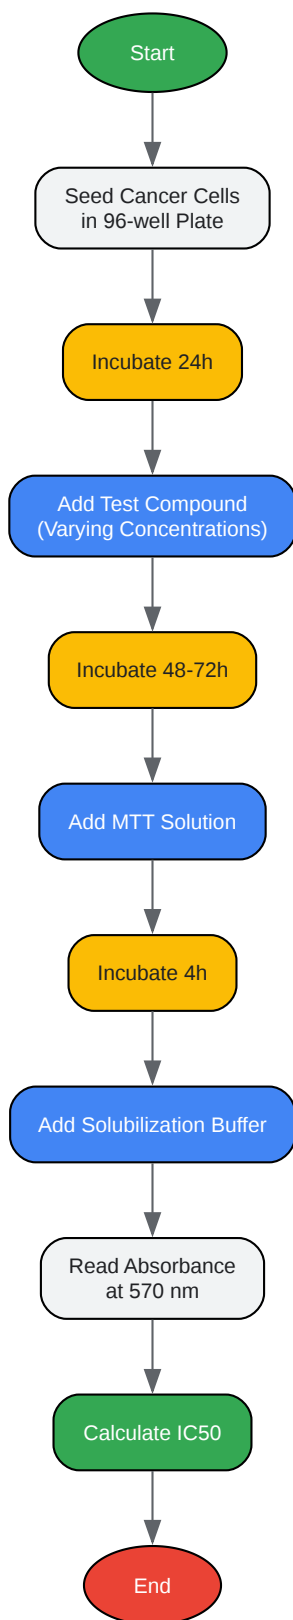 Start
Seed Cancer Cells
in 96-well Plate
Incubate 24h
Add Test Compound
(Varying Concentrations)
Incubate 48-72h
Add MTT Solution
Incubate 4h
Add Solubilization Buffer
Read Absorbance
at 570 nm
Calculate IC50
End